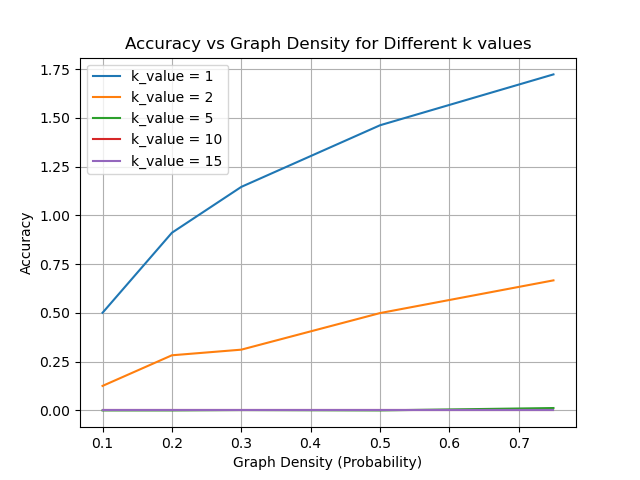 Accuracy vs Graph Density for Different k values
k_value = 1
k_value = 2
k_value = 5
k_value = 10
k_value = 15
Accuracy
1.75
1.50
1.25
1.00
0.75
0.50
0.25
0.00
0.1 0.2 0.3 0.4 0.5 0.6 0.7
Graph Density (Probability)